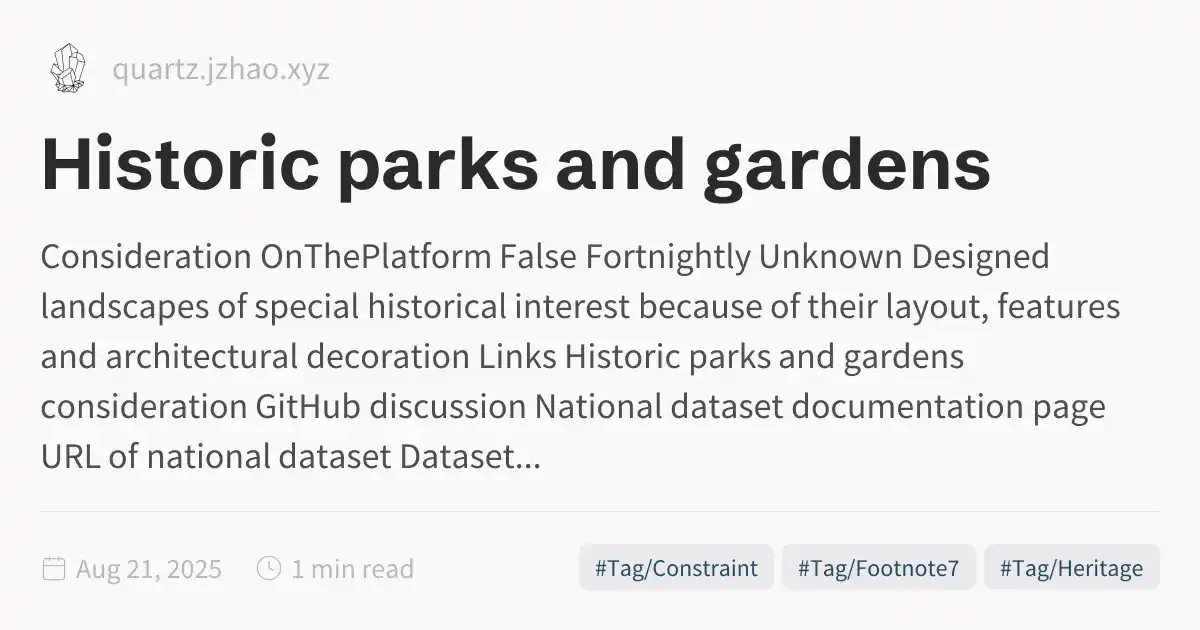 quartz.jzhao.xyz
Historic parks and gardens
Consideration OnThePlatform False Fortnightly Unknown Designed
landscapes of special historical interest because of their layout, features
and architectural decoration Links Historic parks and gardens
consideration GitHub discussion National dataset documentation page
URL of national dataset Dataset...
Aug 21, 2025 1 min read #Tag/Constraint #Tag/Footnote7 #Tag/Heritage